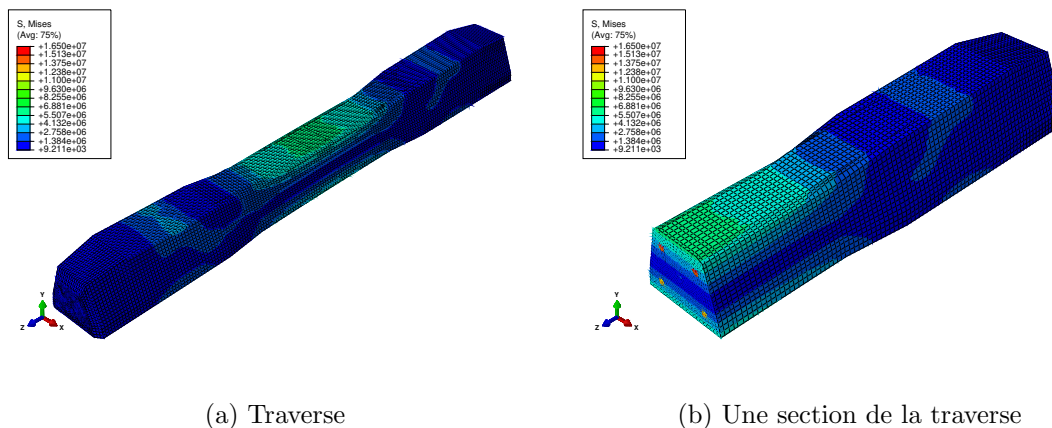 S, Mises
(Avg: 75%)
+1.650e+07
+1.513e+07
+1.375e+07
+1.238e+07
+1.100e+07
+9.630e+06
+8.255e+06
+6.881e+06
+5.507e+06
+4.132e+06
+2.758e+06
+1.384e+06
+9.211e+03
Y
Z
X
(a) Traverse
S, Mises
(Avg: 75%)
+1.650e+07
+1.513e+07
+1.375e+07
+1.238e+07
+1.100e+07
+9.630e+06
+8.255e+06
+6.881e+06
+5.507e+06
+4.132e+06
+2.758e+06
+1.384e+06
+9.211e+03
Y
Z
X
(b) Une section de la traverse